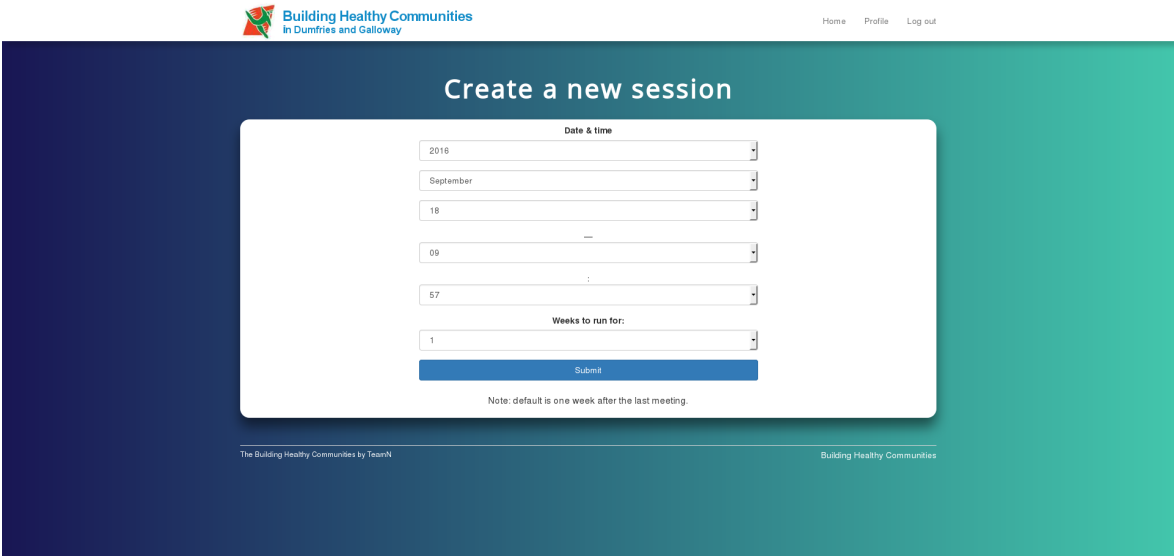 Building Healthy Communities
in Dumfries and Galloway
Home Profile Log out
Create a new session
Date & time
2016
September
18
—
09
:
57
Weeks to run for:
1
Submit
Note: default is one week after the last meeting.
The Building Healthy Communities by TeamN
Building Healthy Communities